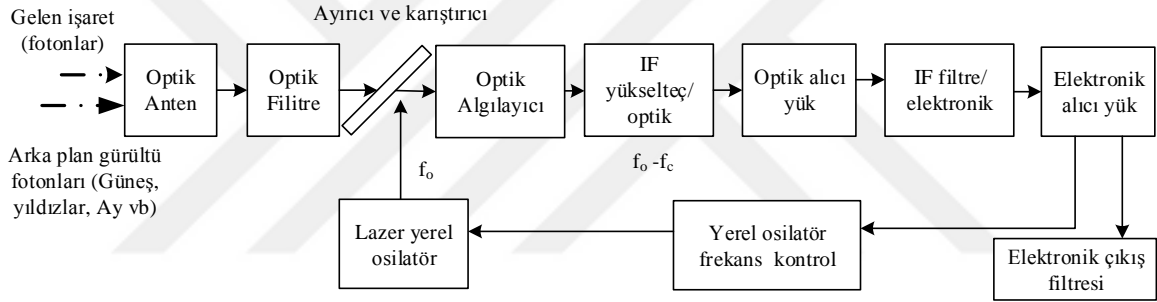 Gelen işaret
(fotonlar)
Ayırıcı ve karıştırıcı
Optik
Anten
Optik
Filitre
Optik
Algılayıcı
IF
yükselteç/
optik
Optik alıcı
yük
IF filtre/
elektronik
Elektronik
alıcı yük
Arka plan gürültü
fotonları (Güneş,
yıldızlar, Ay vb)
fo
fo -fc
Lazer yerel
osilatör
Yerel osilatör
frekans kontrol
Elektronik çıkış
filtresi